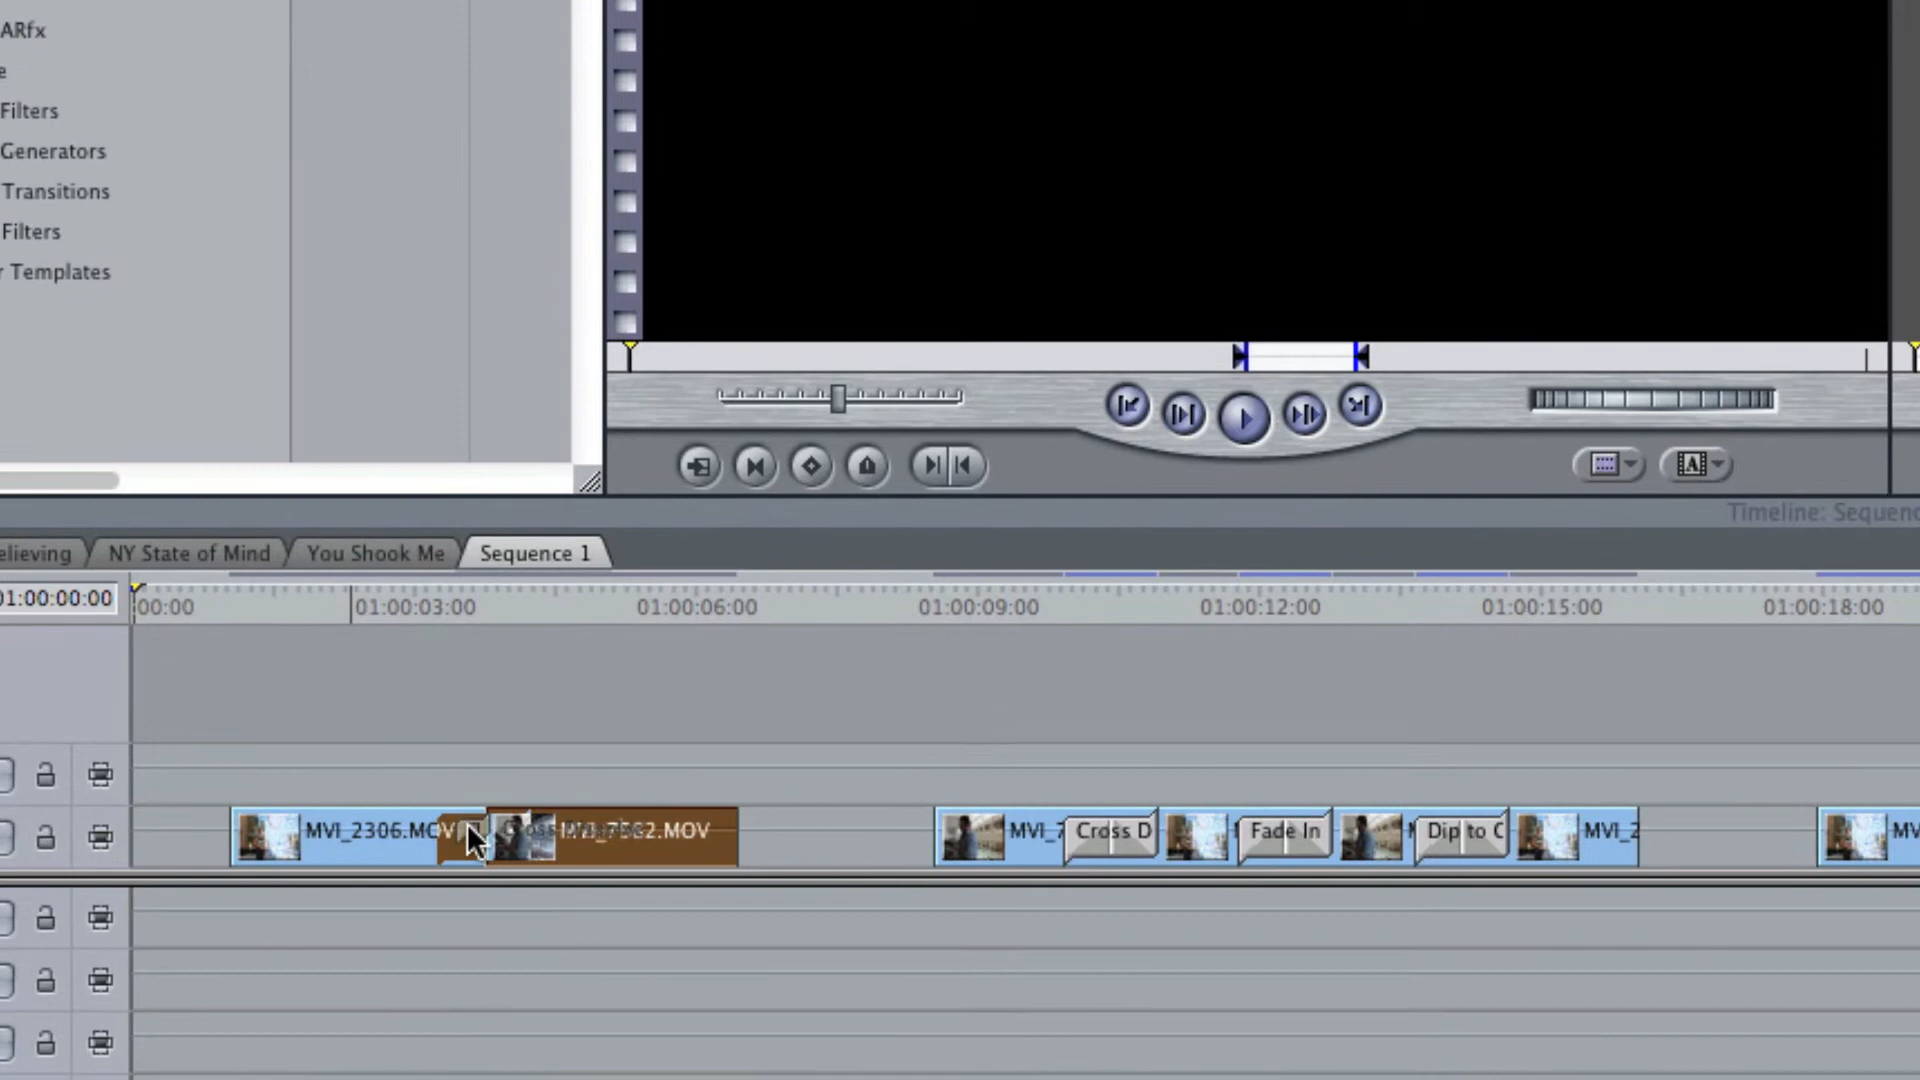 ARfx
e
Filters
Generators
Transitions
Filters
r Templates
A
Timeline: Sequenc
elieving
NY State of Mind
You Shook Me
Sequence 1
01:00:00:00
00:00
01:00:03:00
01:00:06:00
01:00:09:00
01:00:12:00
01:00:15:00
01:00:18:00
MVI_2306.MOV
MVI_7
Cross D
Fade In
Dip to C
MVI_2
MV